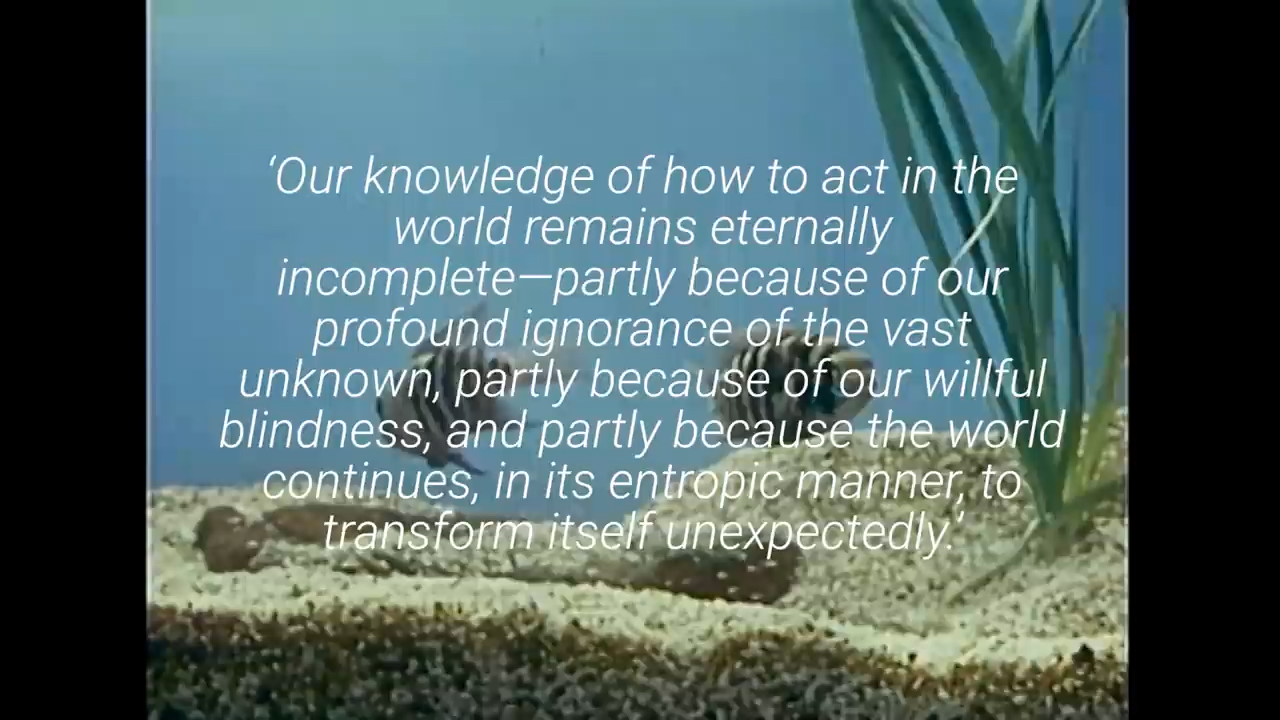 ‘Our knowledge of how to act in the
world remains eternally
incomplete—partly because of our
profound ignorance of the vast
unknown, partly because of our willful
blindness, and partly because the world
continues, in its entropic manner, to
transform itself unexpectedly.’